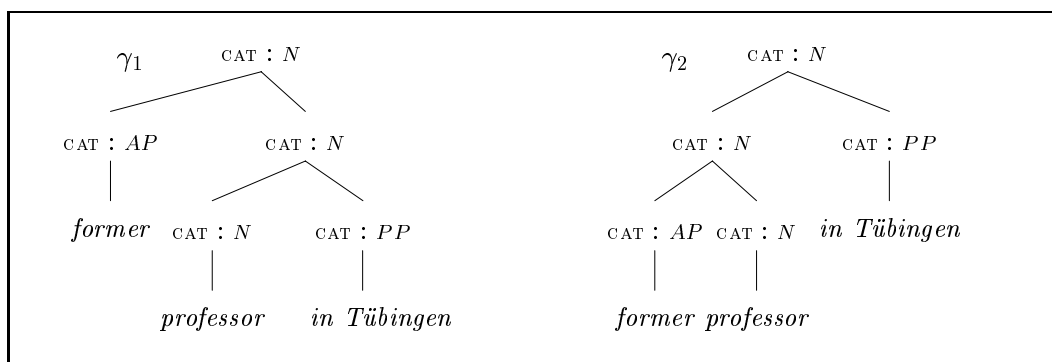 γ1 CAT : N γ2 CAT : N
CAT : AP CAT : N CAT : N CAT : PP
former CAT : N CAT : PP CAT : AP CAT : N in Tübingen
professor in Tübingen former professor